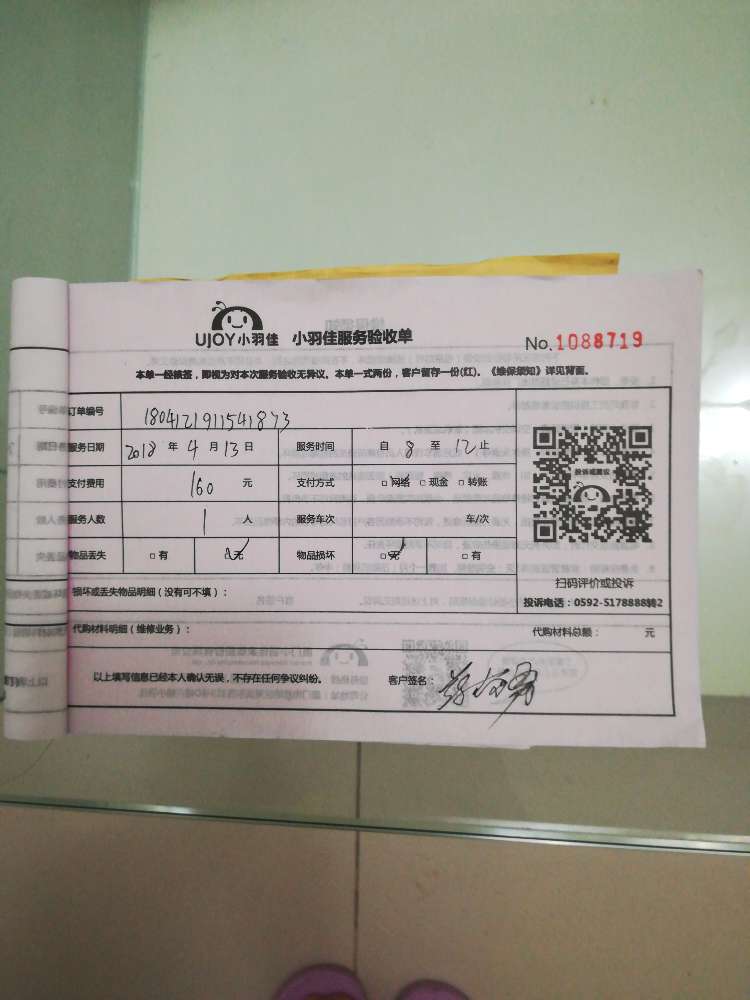 UJOY小羽佳 小羽佳服务验收单 No.1088719
本单一经接签，即视为对本次服务验收无异议。本单一式两份，客户留存一份(红)。《维保须知》详见背面。
订单编号 1804121911541873
服务日期 2018 年 4 月 13 日 服务时间 自 8 至 12 止
支付费用 160 元 支付方式 □网络 □现金 □转账
服务人数 1 人 服务车次 车/次
物品丢失 □有 □无 物品损坏 □无 □有
投诉或建议
扫码评价或投诉
投诉电话：0592-5178888转2
损坏或丢失物品明细（没有可不填）：
代购材料明细（维修业务）： 代购材料总额： 元
以上填写信息已经本人确认无误，不存在任何争议纠纷。 客户签名：